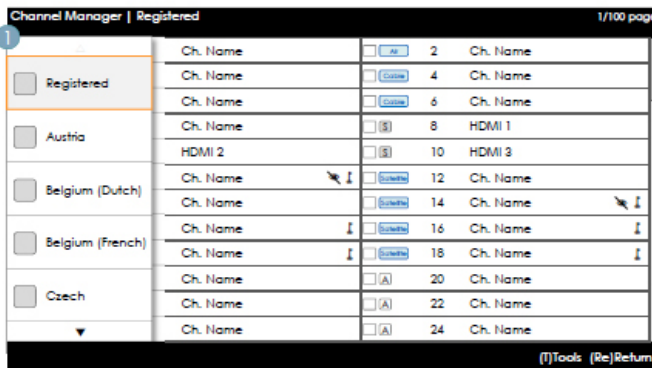 Channel Manager | Registered 1/100 page
1
Ch. Name Air 2 Ch. Name
Registered Ch. Name Cable 4 Ch. Name
Ch. Name Cable 6 Ch. Name
Austria Ch. Name S 8 HDMI 1
HDMI 2 S 10 HDMI 3
Belgium (Dutch) Ch. Name Satellite 12 Ch. Name
Ch. Name Satellite 14 Ch. Name
Belgium (French) Ch. Name Satellite 16 Ch. Name
Ch. Name Satellite 18 Ch. Name
Czech Ch. Name A 20 Ch. Name
Ch. Name A 22 Ch. Name
Ch. Name A 24 Ch. Name
(T)Tools (Re)Return